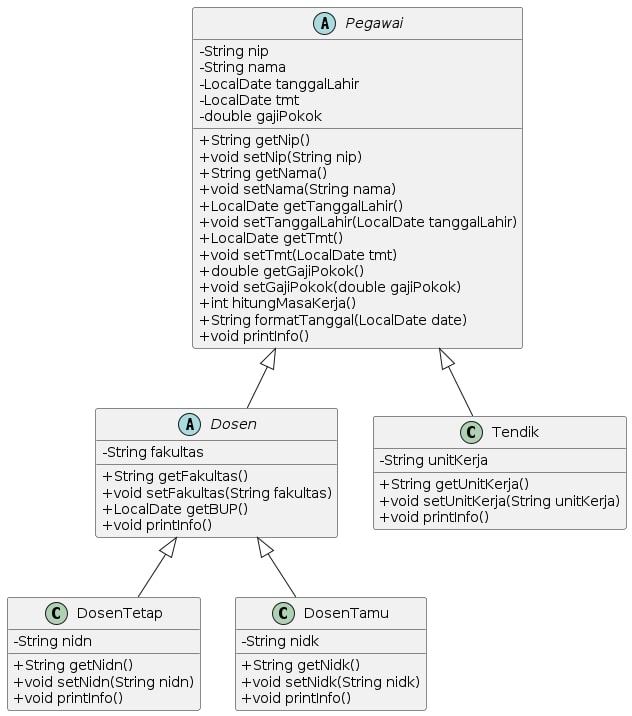 A Pegawai
-String nip
-String nama
-LocalDate tanggalLahir
-LocalDate tmt
-double gajiPokok
+String getNip()
+void setNip(String nip)
+String getNama()
+void setNama(String nama)
+LocalDate getTanggalLahir()
+void setTanggalLahir(LocalDate tanggalLahir)
+LocalDate getTmt()
+void setTmt(LocalDate tmt)
+double getGajiPokok()
+void setGajiPokok(double gajiPokok)
+int hitungMasaKerja()
+String formatTanggal(LocalDate date)
+void printInfo()
A Dosen
-String fakultas
+String getFakultas()
+void setFakultas(String fakultas)
+LocalDate getBUP()
+void printInfo()
C Tendik
-String unitKerja
+String getUnitKerja()
+void setUnitKerja(String unitKerja)
+void printInfo()
C DosenTetap
-String nidn
+String getNidn()
+void setNidn(String nidn)
+void printInfo()
C DosenTamu
-String nidk
+String getNidk()
+void setNidk(String nidk)
+void printInfo()